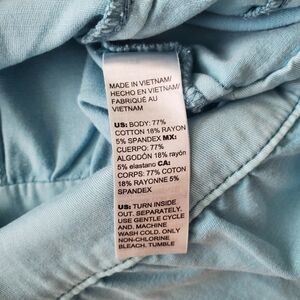 MADE IN VIETNAM/
HECHO EN VIETNAM/
FABRIQUÉ AU
VIETNAM
US: BODY: 77%
COTTON 18% RAYON
5% SPANDEX MX:
CUERPO: 77%
ALGODÓN 18% rayón
5% elastano CA:
CORPS: 77% COTON
18% RAYONNE 5%
SPANDEX
US: TURN INSIDE
OUT. SEPARATELY.
USE GENTLE CYCLE
AND. MACHINE
WASH COLD. ONLY
NON-CHLORINE
BLEACH. TUMBLE